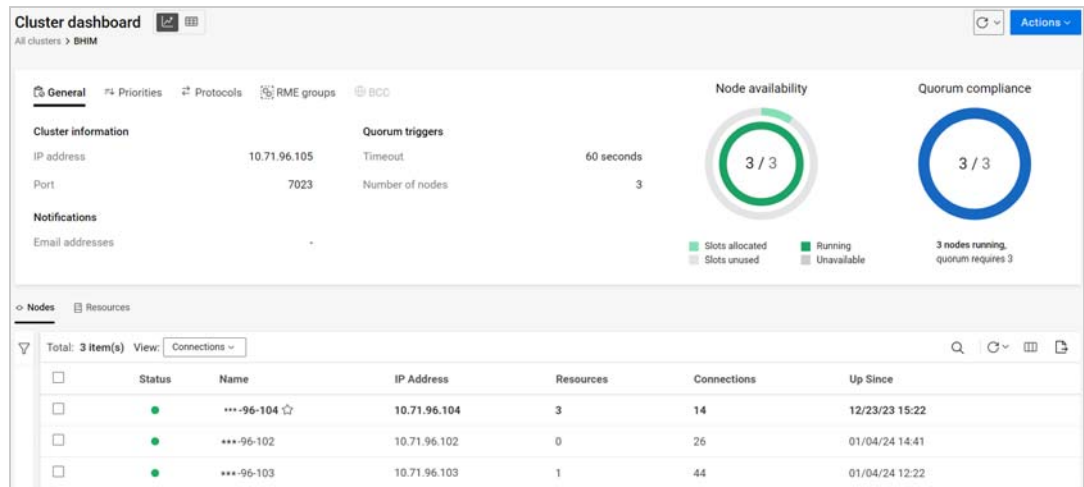 Cluster dashboard
Actions
All clusters > BHIM
General Priorities Protocols RME groups BCC
Node availability
Quorum compliance
Cluster information
Quorum triggers
IP address 10.71.96.105
Timeout 60 seconds
Port 7023
Number of nodes 3
3 / 3
3 / 3
Notifications
Email addresses -
Slots allocated Running
Slots unused Unavailable
3 nodes running,
quorum requires 3
Nodes Resources
Total: 3 item(s) View: Connections
Status Name IP Address Resources Connections Up Since
***-96-104 10.71.96.104 3 14 12/23/23 15:22
***-96-102 10.71.96.102 0 26 01/04/24 14:41
***-96-103 10.71.96.103 1 44 01/04/24 12:22